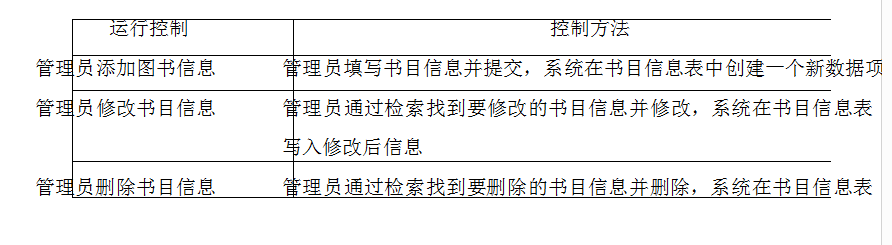 运行控制 控制方法
管理员添加图书信息 管理员填写书目信息并提交，系统在书目信息表中创建一个新数据项
管理员修改书目信息 管理员通过检索找到要修改的书目信息并修改，系统在书目信息表
写入修改后信息
管理员删除书目信息 管理员通过检索找到要删除的书目信息并删除，系统在书目信息表